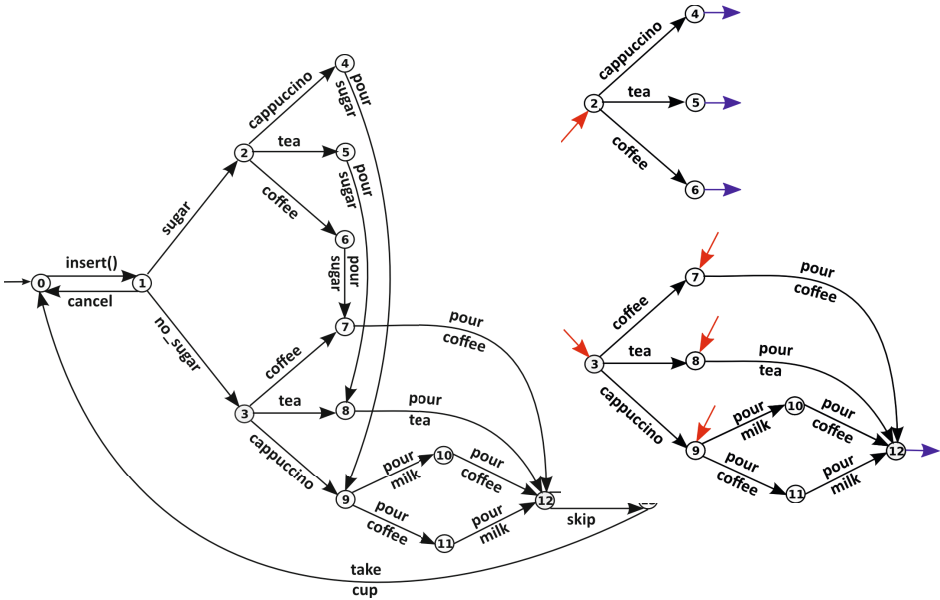 4
cappuccino
tea
2
5
coffee
6
4
cappuccino
pour
sugar
2
tea
5
pour
sugar
coffee
6
sugar
pour
sugar
insert()
0
1
cancel
no_sugar
7
pour
coffee
coffee
3
tea
8
pour
tea
cappuccino
9
pour
milk
10
pour
coffee
pour
coffee
11
pour
milk
12
skip
take
cup
7
pour
coffee
coffee
3
tea
8
pour
tea
cappuccino
9
pour
milk
10
pour
coffee
12
pour
coffee
11
pour
milk